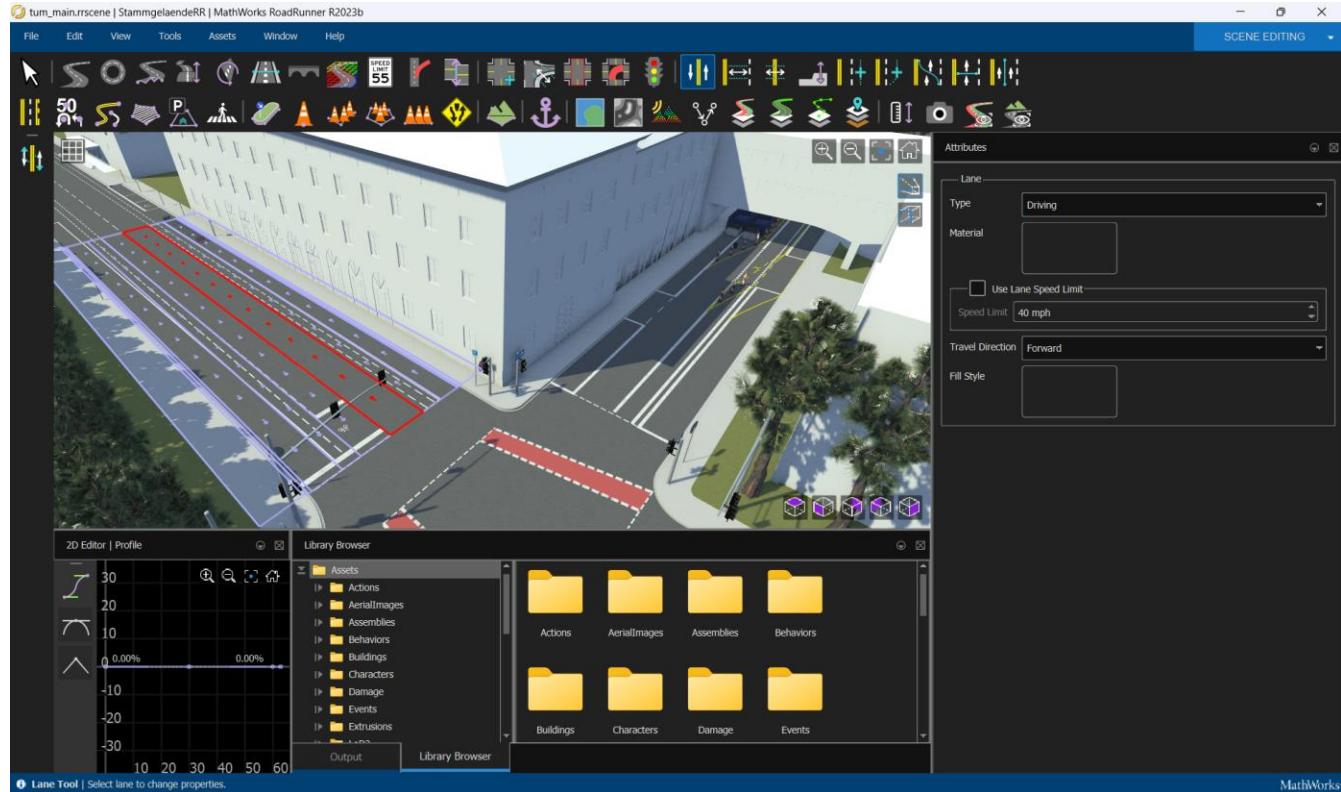 tum_main.rrscene | StammgelaendeRR | MathWorks RoadRunner R2023b
File Edit View Tools Assets Window Help
SCENE EDITING
SPEED LIMIT 55
50
P
Attributes
Lane
Type Driving
Material
Use Lane Speed Limit
Speed Limit 40 mph
Travel Direction Forward
Fill Style
2D Editor | Profile
30
20
10
0 0.00% 0.00%
-10
-20
-30
10 20 30 40 50 60
Library Browser
Assets
Actions
AerialImages
Assemblies
Behaviors
Buildings
Characters
Damage
Events
Extrusions
Actions AerialImages Assemblies Behaviors
Buildings Characters Damage Events
Output Library Browser
Lane Tool | Select lane to change properties.
MathWorks